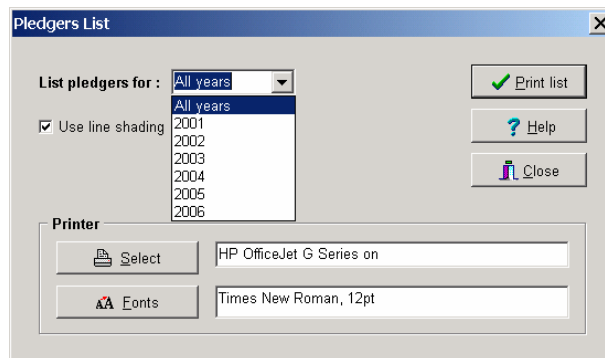 Pledgers List
List pledgers for :
All years
All years
2001
2002
2003
2004
2005
2006
Use line shading
Print list
Help
Close
Printer
Select
HP OfficeJet G Series on
Fonts
Times New Roman, 12pt